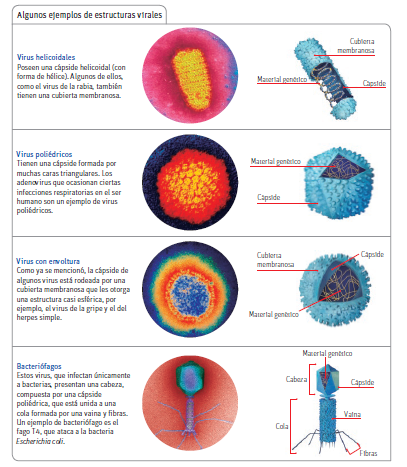 Algunos ejemplos de estructuras virales
Virus helicoidales
Poseen una cápside helicoidal (con
forma de hélice). Algunos de ellos,
como el virus de la rabia, también
tienen una cubierta membranosa.
Cubierta
membranosa
Material genético
Cápside
Virus poliédricos
Tienen una cápside formada por
muchas caras triangulares. Los
adenovirus que ocasionan ciertas
infecciones respiratorias en el ser
humano son un ejemplo de virus
poliédricos.
Material genético
Cápside
Virus con envoltura
Como ya se mencionó, la cápside de
algunos virus está rodeada por una
cubierta membranosa que les otorga
una estructura casi esférica, por
ejemplo, el virus de la gripe y el del
herpes simple.
Cubierta
membranosa
Cápside
Material genético
Bacteriófagos
Estos virus, que infectan únicamente
a bacterias, presentan una cabeza,
compuesta por una cápside
poliédrica, que está unida a una
cola formada por una vaina y fibras.
Un ejemplo de bacteriófago es el
fago T4, que ataca a la bacteria
Escherichia coli.
Material genético
Cabeza
Cápside
Vaina
Cola
Fibras